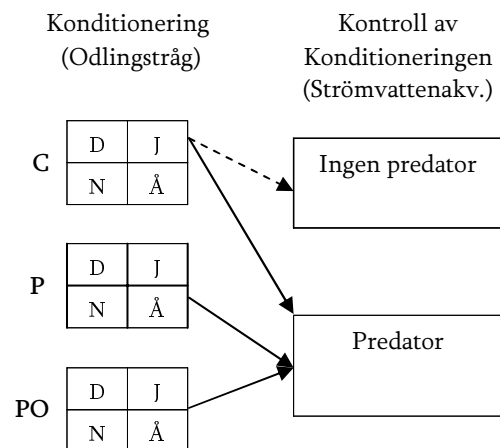 Konditionering
(Odlingstråg)
Kontroll av
Konditioneringen
(Strömvattenakv.)
C
D J
N Å
Ingen predator
P
D J
N Å
Predator
PO
D J
N Å